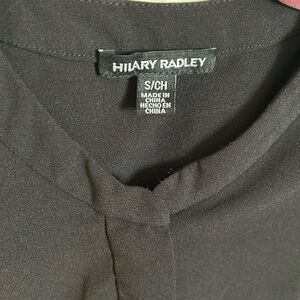 HILARY RADLEY
S/CH
MADE IN
CHINA
HECHO EN
CHINA